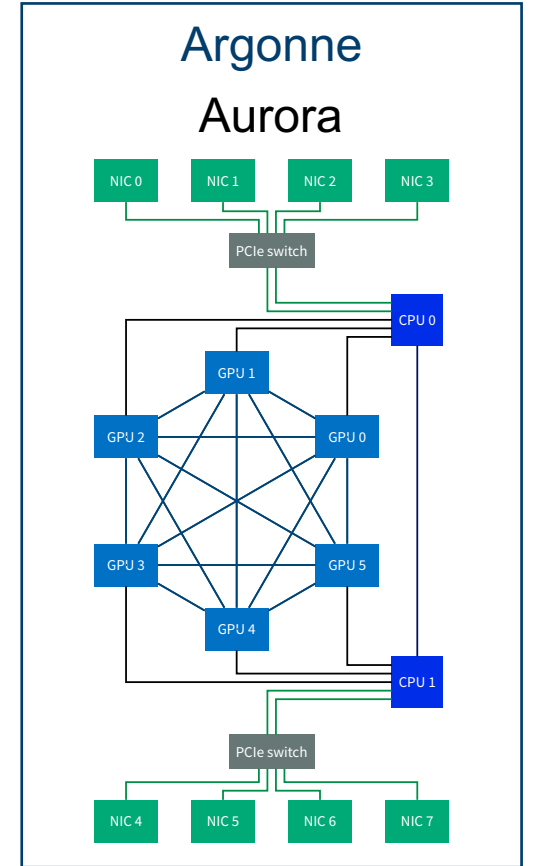 Argonne
Aurora
NIC 0
NIC 1
NIC 2
NIC 3
PCIe switch
CPU 0
GPU 1
GPU 2
GPU 0
GPU 3
GPU 5
GPU 4
CPU 1
PCIe switch
NIC 4
NIC 5
NIC 6
NIC 7